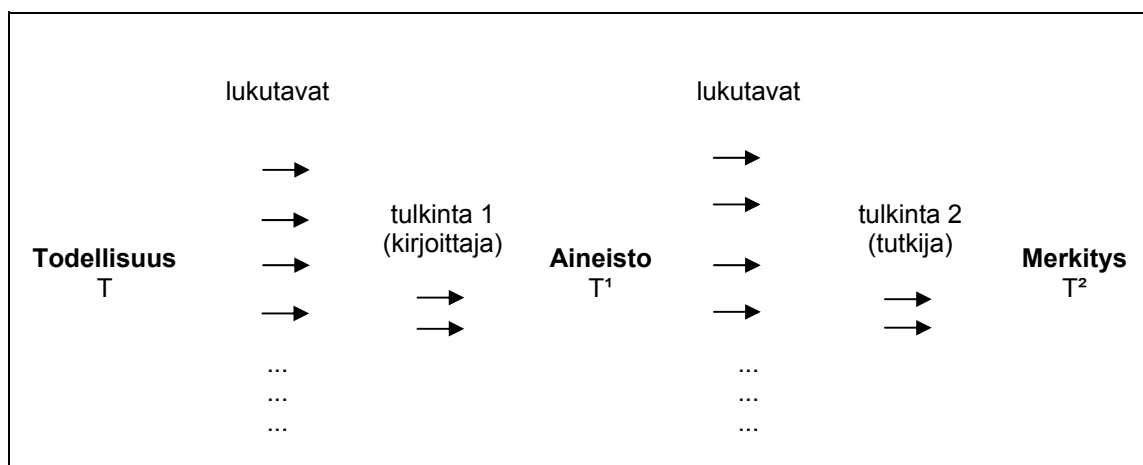 lukutavat
lukutavat
tulkinta 1
(kirjoittaja)
tulkinta 2
(tutkija)
Todellisuus
T
Aineisto
T¹
Merkitys
T²
...
...
...
...
...
...